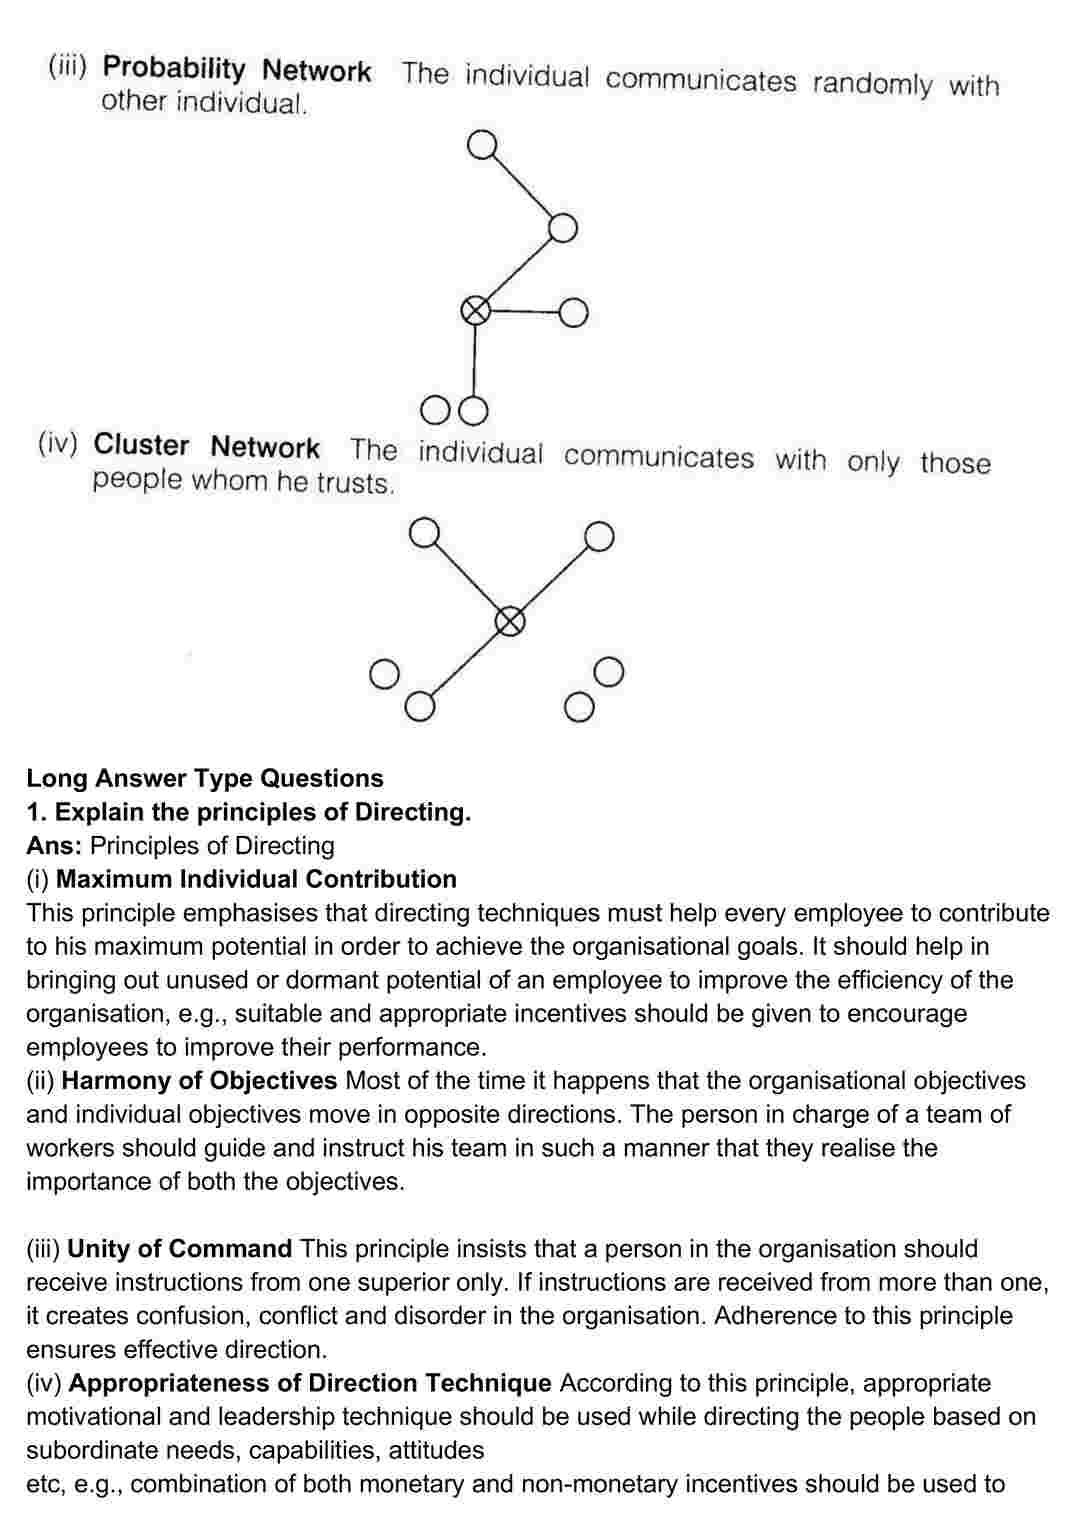 (iii) Probability Network The individual communicates randomly with
other individual.
(iv) Cluster Network The individual communicates with only those
people whom he trusts.
Long Answer Type Questions
1. Explain the principles of Directing.
Ans: Principles of Directing
(i) Maximum Individual Contribution
This principle emphasises that directing techniques must help every employee to contribute
to his maximum potential in order to achieve the organisational goals. It should help in
bringing out unused or dormant potential of an employee to improve the efficiency of the
organisation, e.g., suitable and appropriate incentives should be given to encourage
employees to improve their performance.
(ii) Harmony of Objectives Most of the time it happens that the organisational objectives
and individual objectives move in opposite directions. The person in charge of a team of
workers should guide and instruct his team in such a manner that they realise the
importance of both the objectives.
(iii) Unity of Command This principle insists that a person in the organisation should
receive instructions from one superior only. If instructions are received from more than one,
it creates confusion, conflict and disorder in the organisation. Adherence to this principle
ensures effective direction.
(iv) Appropriateness of Direction Technique According to this principle, appropriate
motivational and leadership technique should be used while directing the people based on
subordinate needs, capabilities, attitudes
etc, e.g., combination of both monetary and non-monetary incentives should be used to